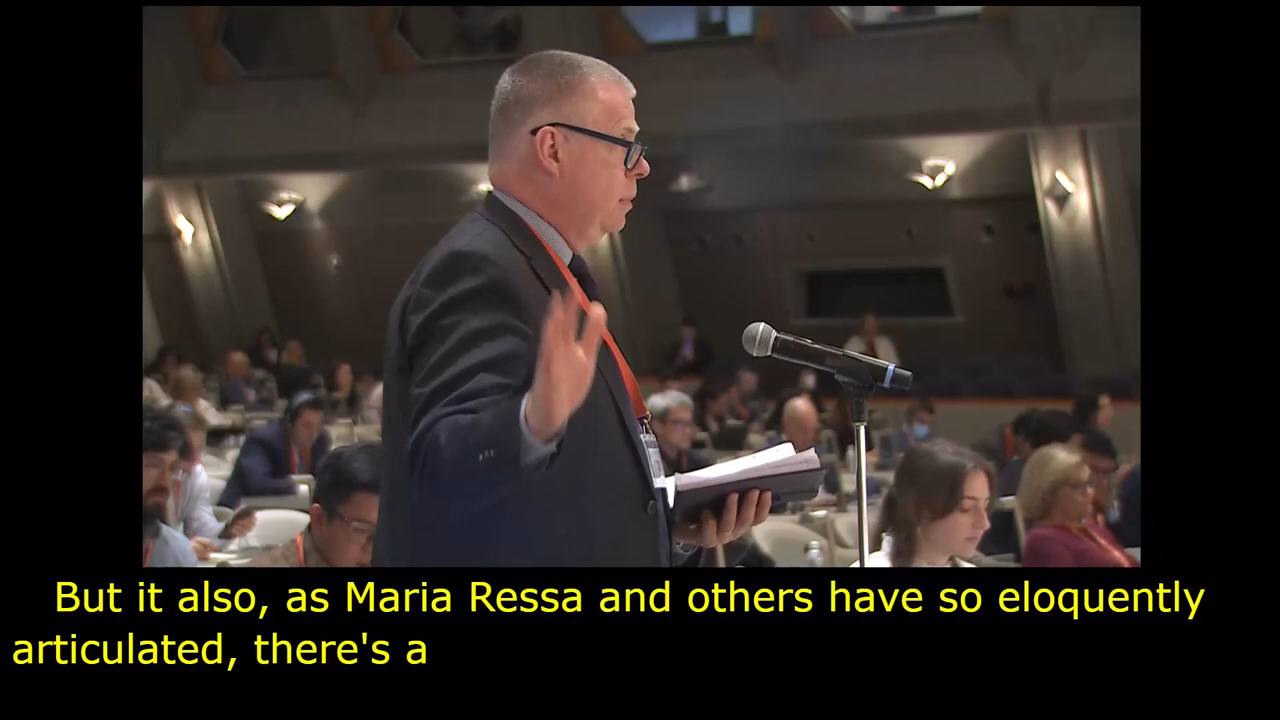 But it also, as Maria Ressa and others have so eloquently
articulated, there's a